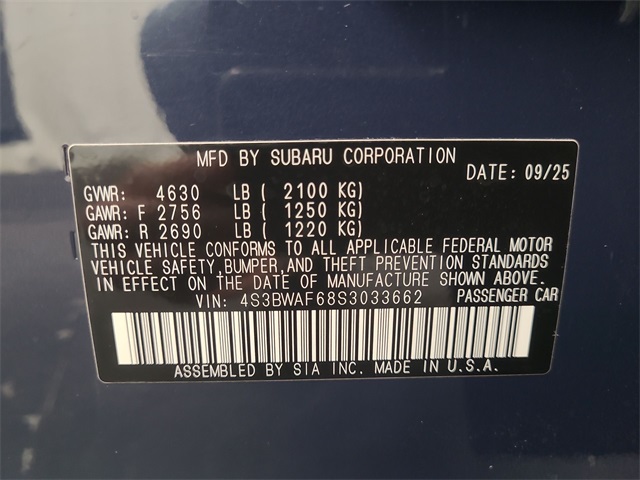 MFD BY SUBARU CORPORATION
DATE: 09/25
GVWR: 4630 LB ( 2100 KG)
GAWR: F 2756 LB ( 1250 KG)
GAWR: R 2690 LB ( 1220 KG)
THIS VEHICLE CONFORMS TO ALL APPLICABLE FEDERAL MOTOR
VEHICLE SAFETY, BUMPER, AND THEFT PREVENTION STANDARDS
IN EFFECT ON THE DATE OF MANUFACTURE SHOWN ABOVE.
VIN: 4S3BWAF68S3033662 PASSENGER CAR
ASSEMBLED BY SIA INC. MADE IN U.S.A.